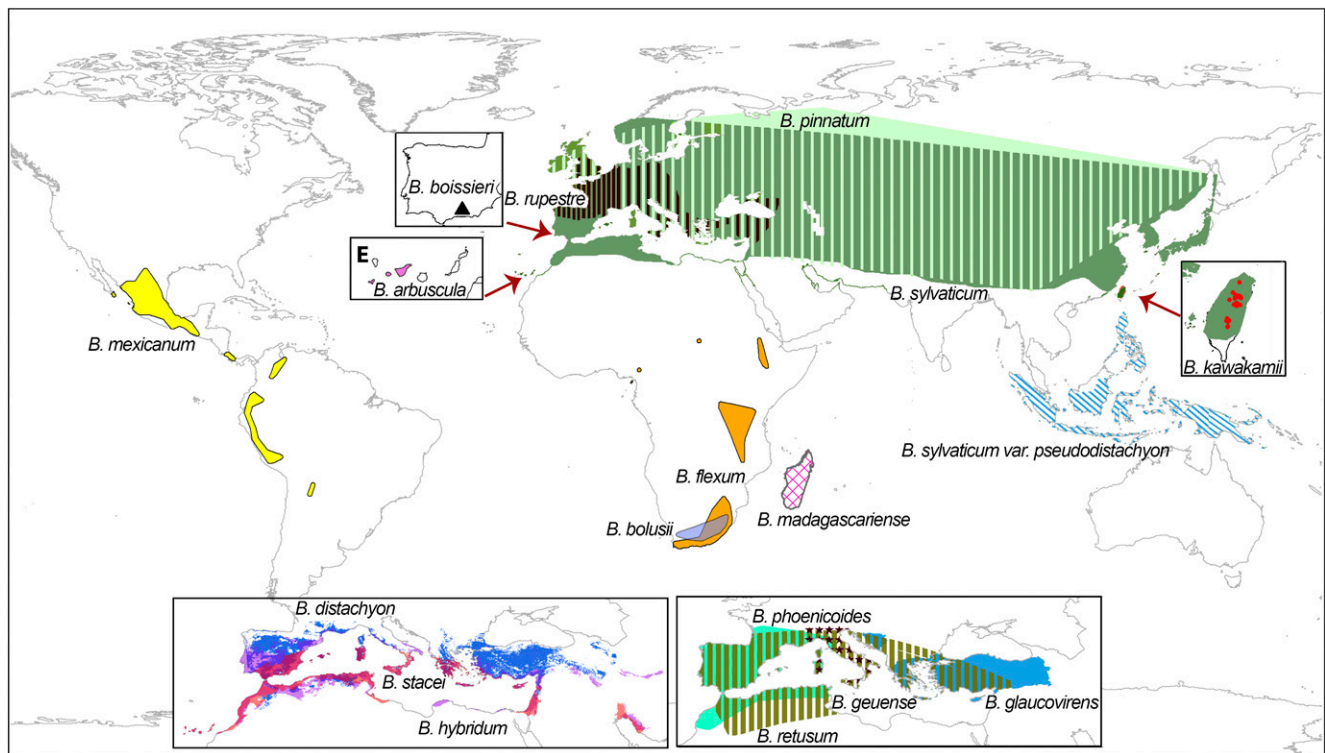 B. pinnatum
B. boissieri
B. rupestre
E
B. arbuscula
B. sylvaticum
B. mexicanum
B. kawakamii
B. sylvaticum var. pseudodistachyon
B. flexum
B. madagascariense
B. bolusii
B. distachyon
B. phoenicoides
B. stacei
B. geuense
B. glaucovirens
B. hybridum
B. retusum